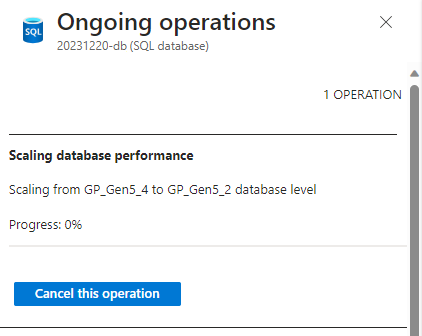 SQL
Ongoing operations
20231220-db (SQL database)
1 OPERATION
Scaling database performance
Scaling from GP_Gen5_4 to GP_Gen5_2 database level
Progress: 0%
Cancel this operation